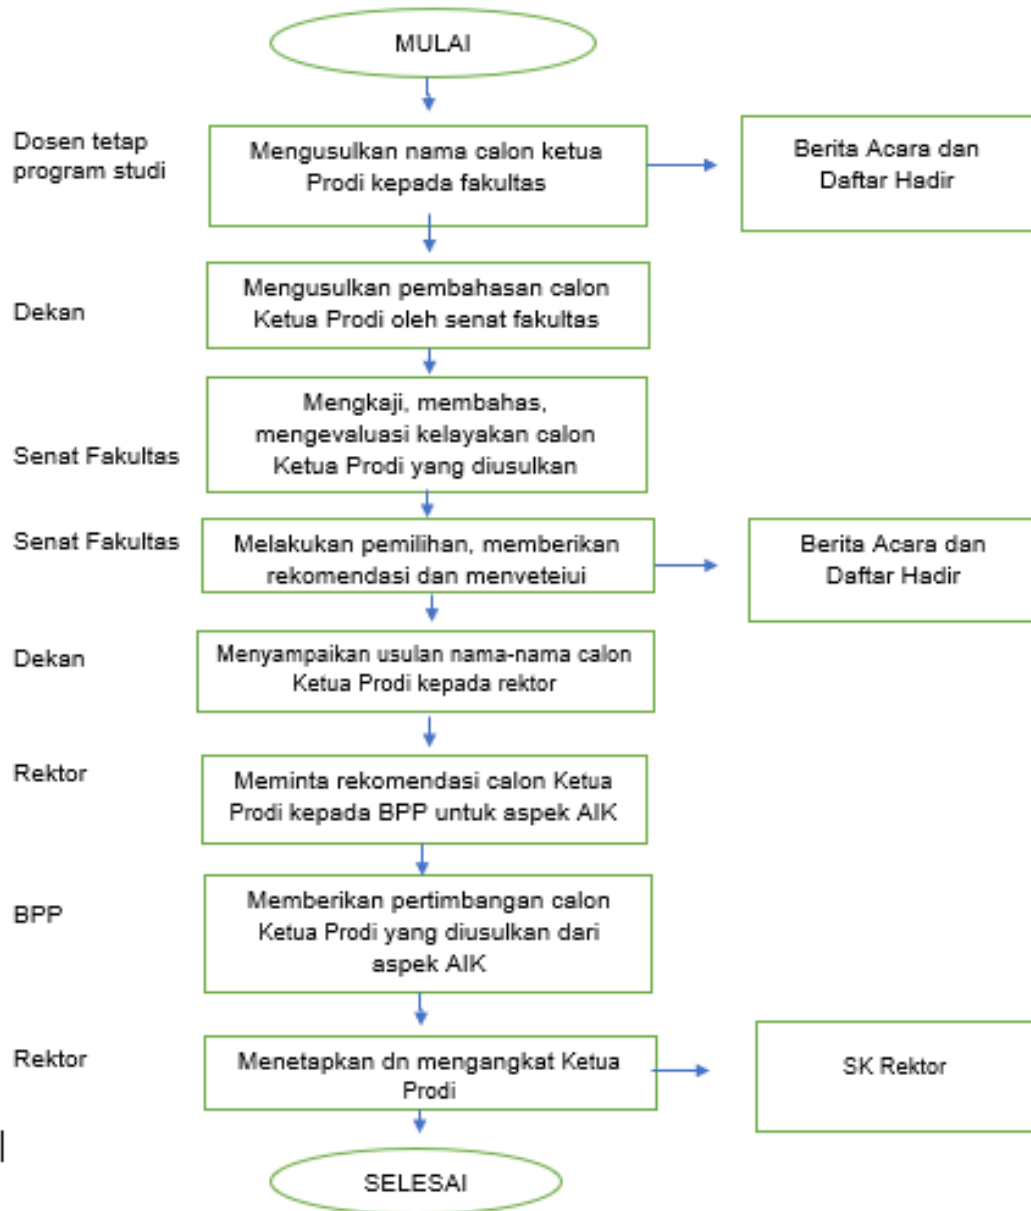 MULAI
Dosen tetap
program studi
Mengusulkan nama calon ketua
Prodi kepada fakultas
Berita Acara dan
Daftar Hadir
Dekan
Mengusulkan pembahasan calon
Ketua Prodi oleh senat fakultas
Senat Fakultas
Mengkaji, membahas,
mengevaluasi kelayakan calon
Ketua Prodi yang diusulkan
Senat Fakultas
Melakukan pemilihan, memberikan
rekomendasi dan menyetejui
Berita Acara dan
Daftar Hadir
Dekan
Menyampaikan usulan nama-nama calon
Ketua Prodi kepada rektor
Rektor
Meminta rekomendasi calon Ketua
Prodi kepada BPP untuk aspek AIK
BPP
Memberikan pertimbangan calon
Ketua Prodi yang diusulkan dari
aspek AIK
Rektor
Menetapkan dn mengangkat Ketua
Prodi
SK Rektor
SELESAI